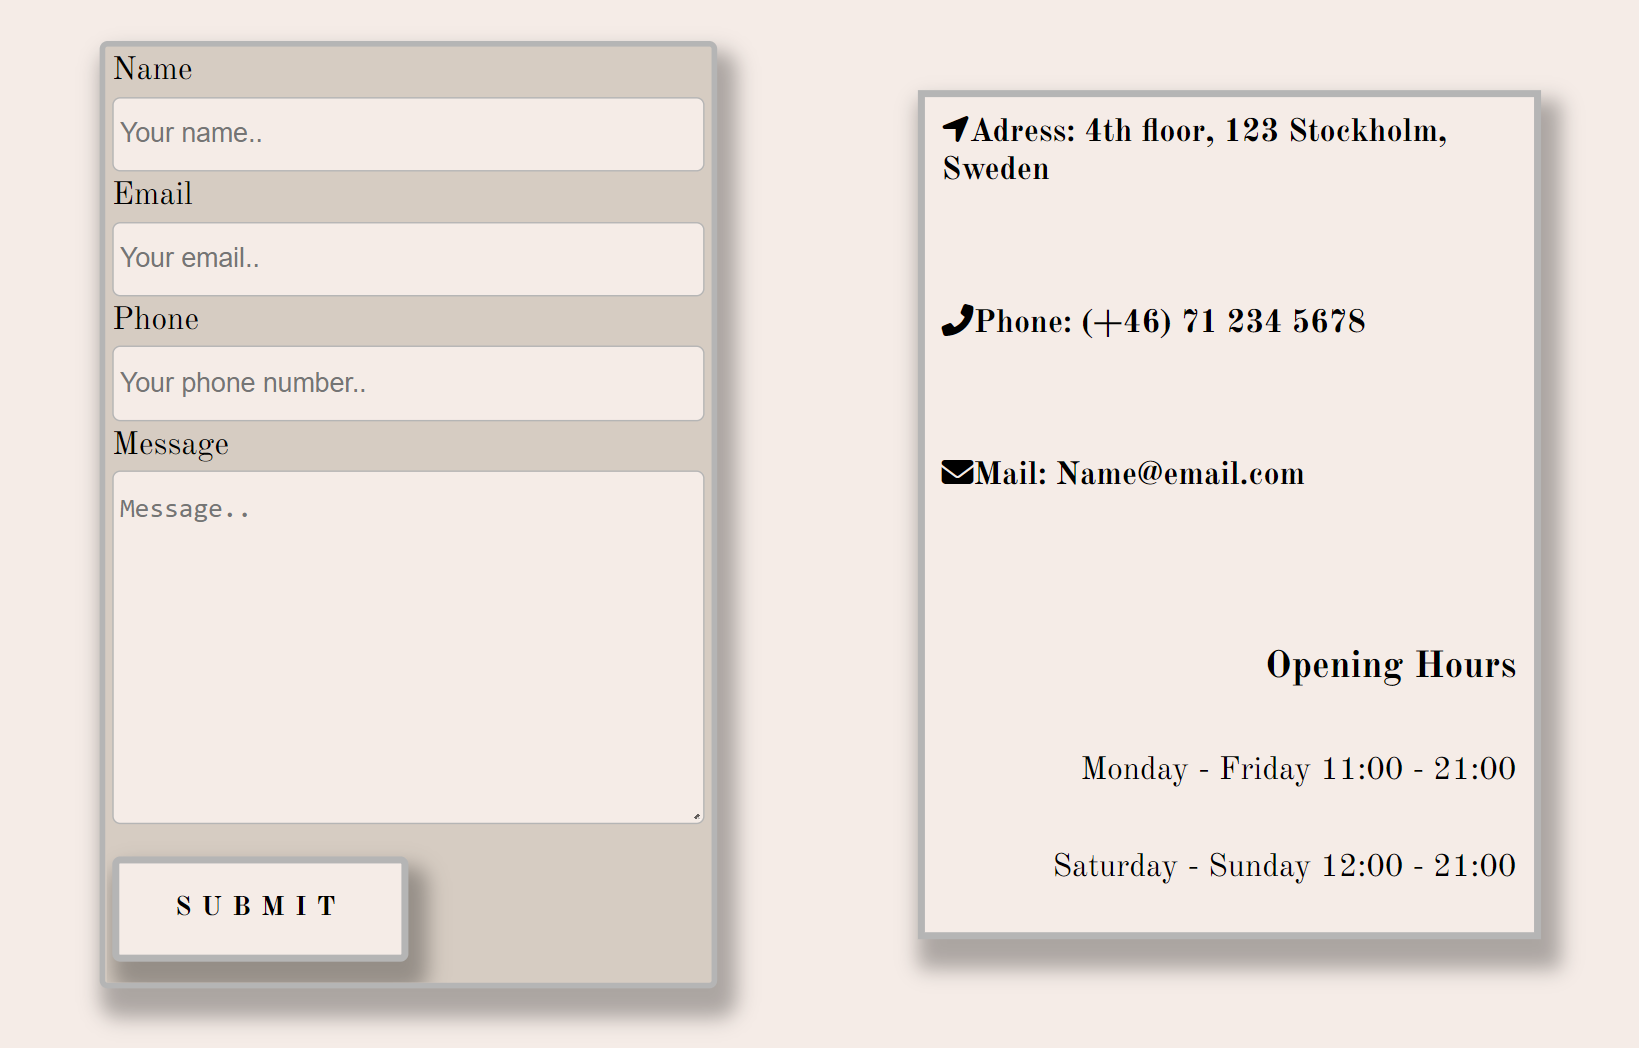 Name
Your name..
Email
Your email..
Phone
Your phone number..
Message
Message..
SUBMIT
Adress: 4th floor, 123 Stockholm,
Sweden
Phone: (+46) 71 234 5678
Mail: Name@email.com
Opening Hours
Monday - Friday 11:00 - 21:00
Saturday - Sunday 12:00 - 21:00